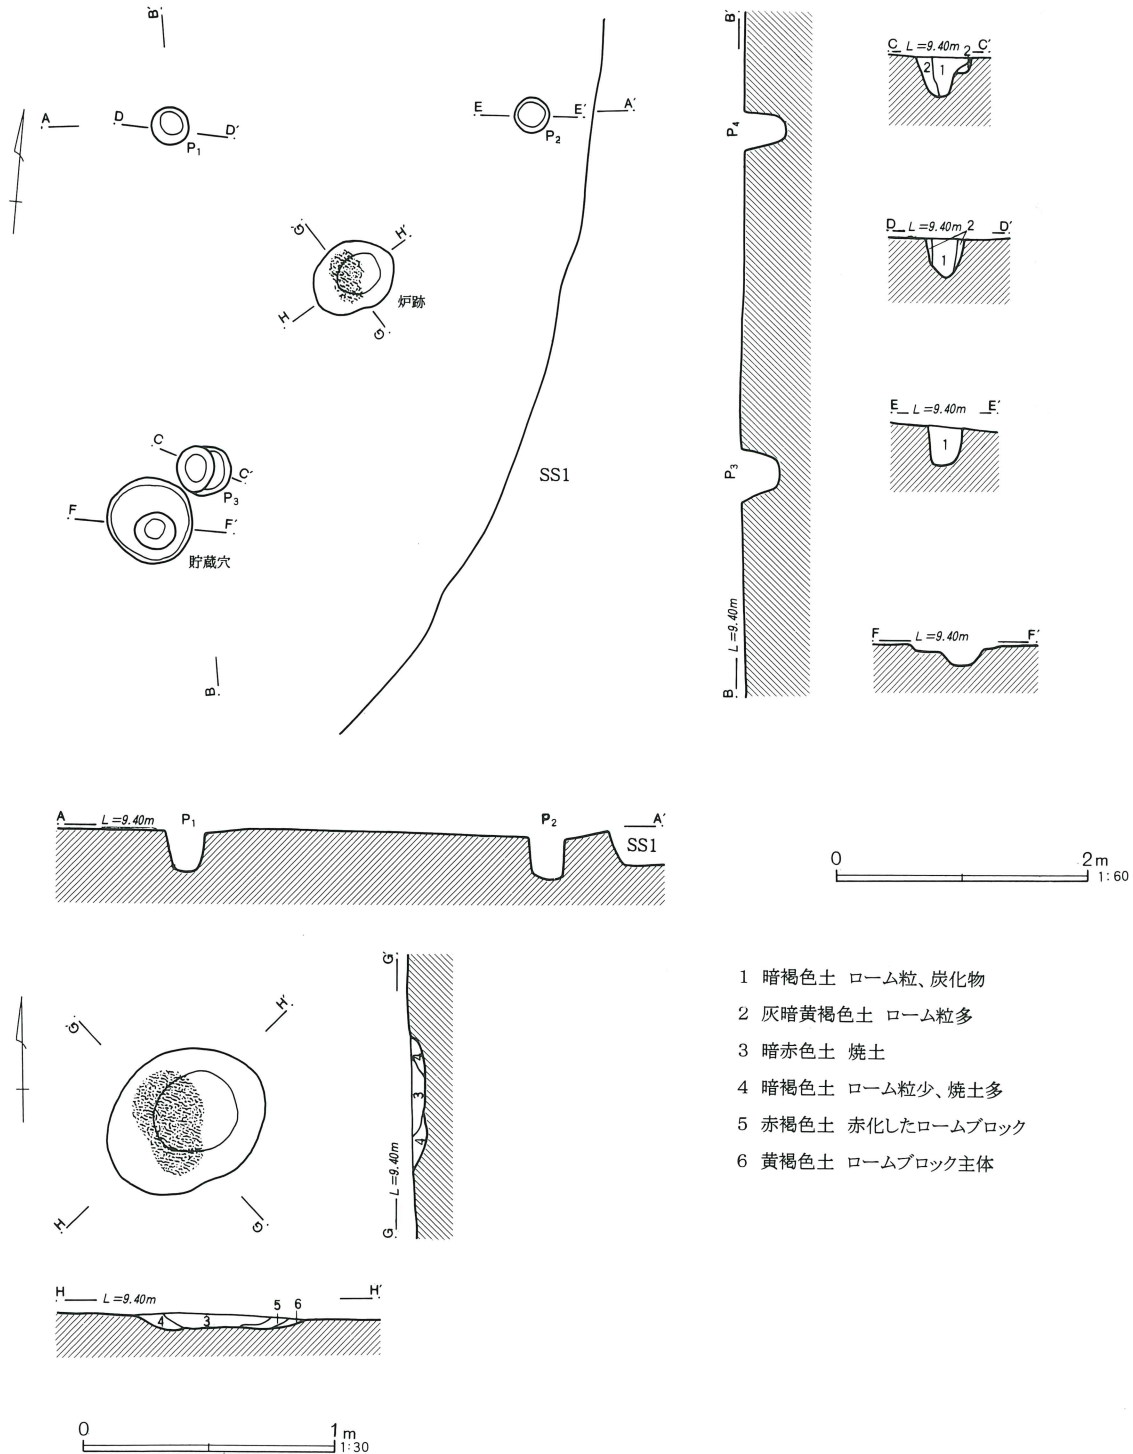 B′
A
D
D′
P1
E
E′
P2
A′
G′
H′
H
G
炉跡
C
C′
P3
F
F′
貯蔵穴
SS1
B
B′
P4
P3
L=9.40m
B
C L=9.40m 2 C′
2 1
D L=9.40m 2 D′
1
E L=9.40m E′
1
F L=9.40m F′
A L=9.40m P1 P2 A′
SS1
0 2m
1:60
G′
H′
H
G
G′
4
3
4
L=9.40m
G
H L=9.40m 5 6 H′
4 3
0 1m
1:30
1 暗褐色土 ローム粒、炭化物
2 灰暗黄褐色土 ローム粒多
3 暗赤色土 焼土
4 暗褐色土 ローム粒少、焼土多
5 赤褐色土 赤化したロームブロック
6 黄褐色土 ロームブロック主体